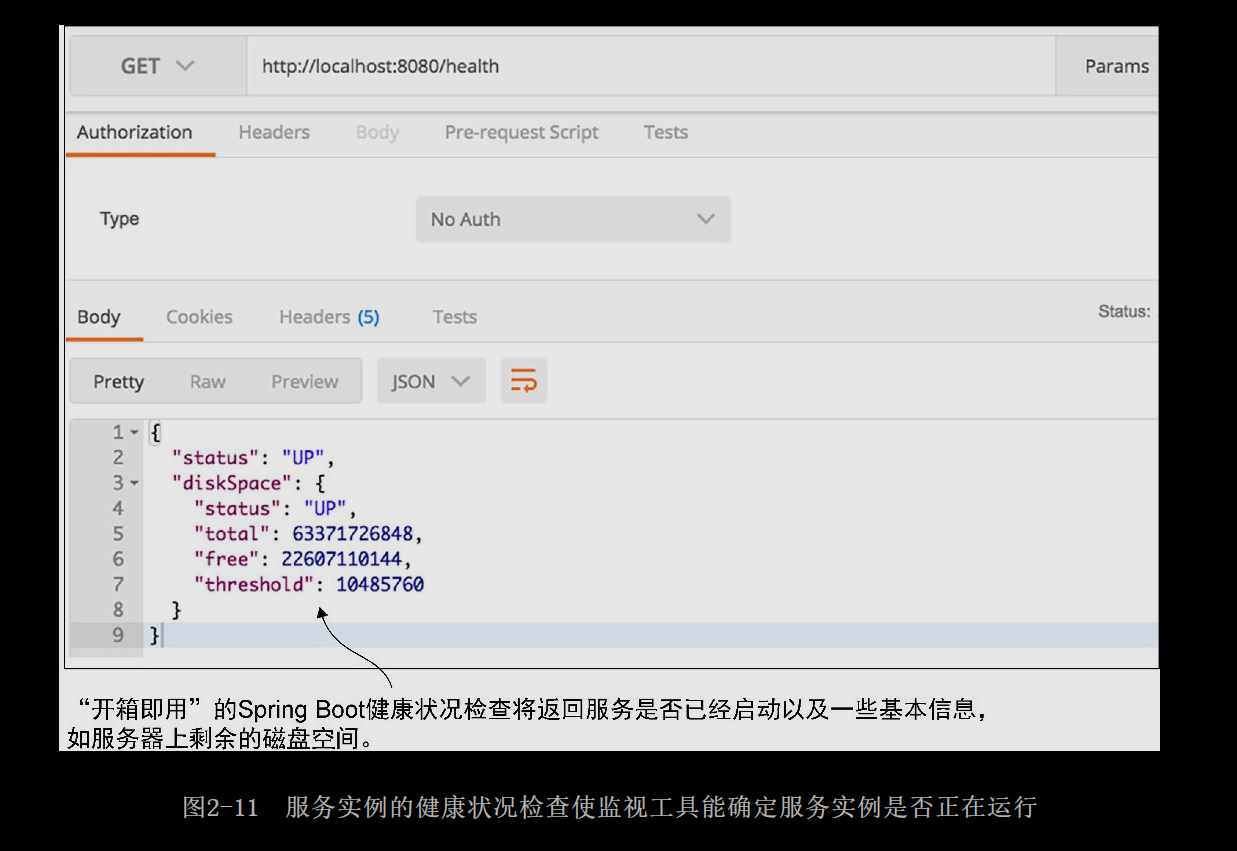 GET http://localhost:8080/health Params
Authorization Headers Body Pre-request Script Tests
Type No Auth
Body Cookies Headers (5) Tests Status:
Pretty Raw Preview JSON
1 {
2 "status": "UP",
3 "diskSpace": {
4 "status": "UP",
5 "total": 63371726848,
6 "free": 22607110144,
7 "threshold": 10485760
8 }
9 }
“开箱即用”的Spring Boot健康状况检查将返回服务是否已经启动以及一些基本信息，
如服务器上剩余的磁盘空间。
图2-11 服务实例的健康状况检查使监视工具能确定服务实例是否正在运行